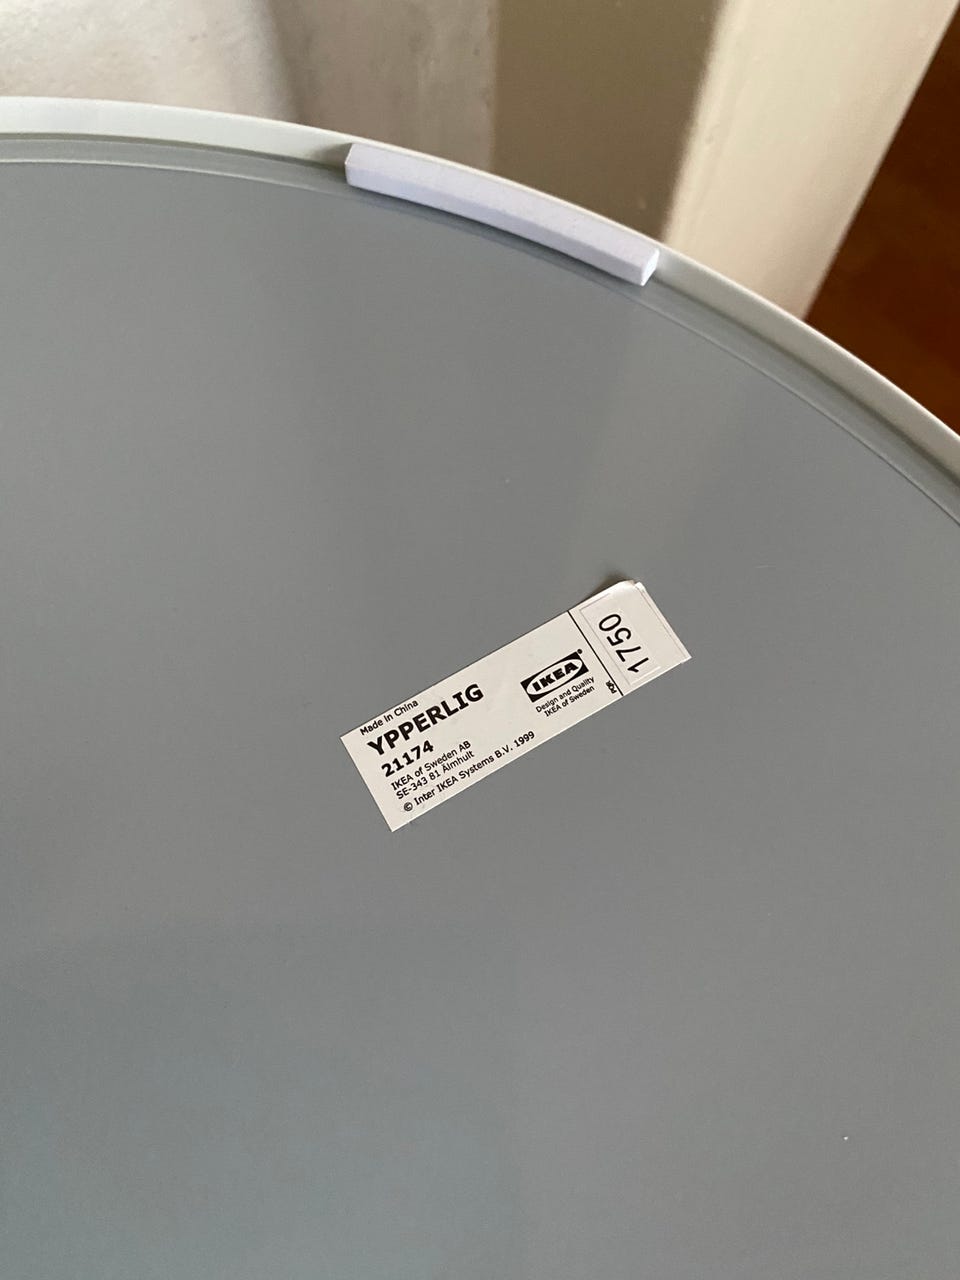 Made in China
YPPERLIG
21174
IKEA of Sweden AB
SE-343 81 Älmhult
© Inter IKEA Systems B.V. 1999
IKEA®
Design and Quality
IKEA of Sweden
1750